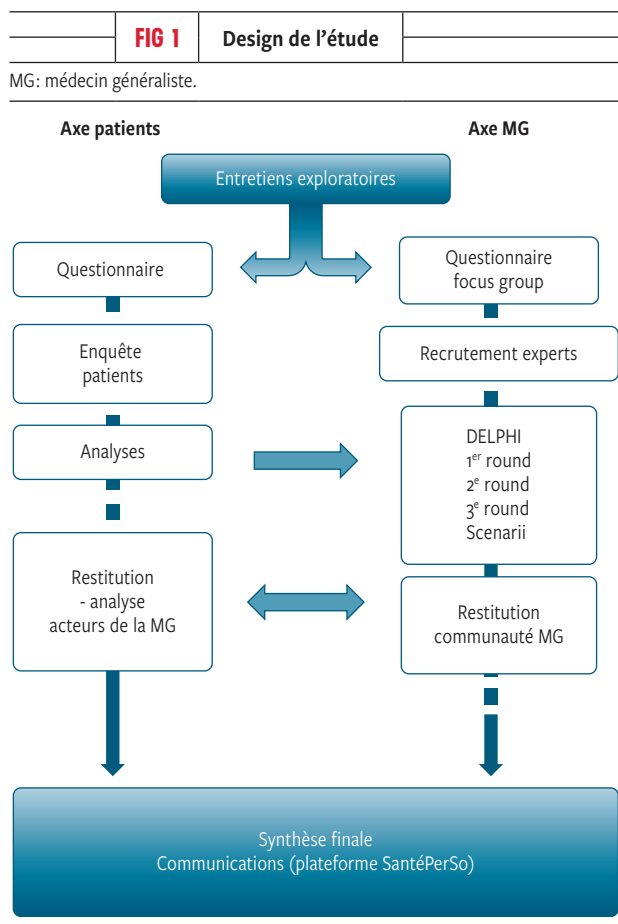 FIG 1 Design de l'étude
MG: médecin généraliste.
Axe patients
Axe MG
Entretiens exploratoires
Questionnaire
Questionnaire
focus group
Enquête
patients
Recrutement experts
Analyses
DELPHI
1er round
2e round
3e round
Scenarii
Restitution
- analyse
acteurs de la MG
Restitution
communauté MG
Synthèse finale
Communications (plateforme SantéPerSo)